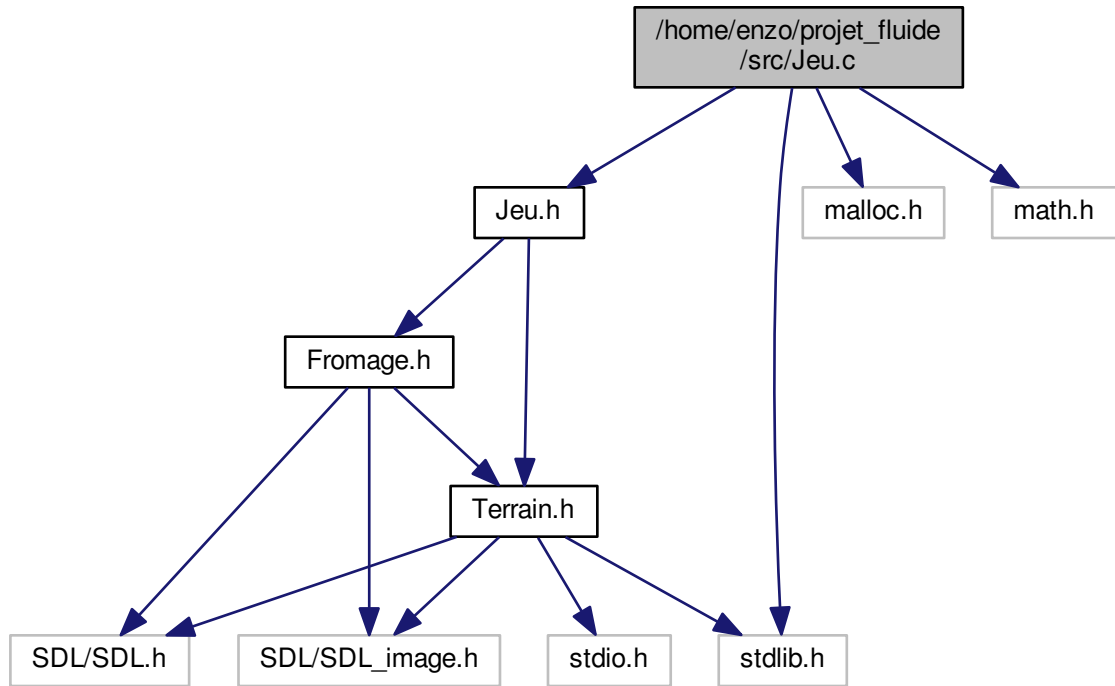 /home/enzo/projet_fluide
/src/Jeu.c
Jeu.h
malloc.h
math.h
Fromage.h
Terrain.h
SDL/SDL.h
SDL/SDL_image.h
stdio.h
stdlib.h